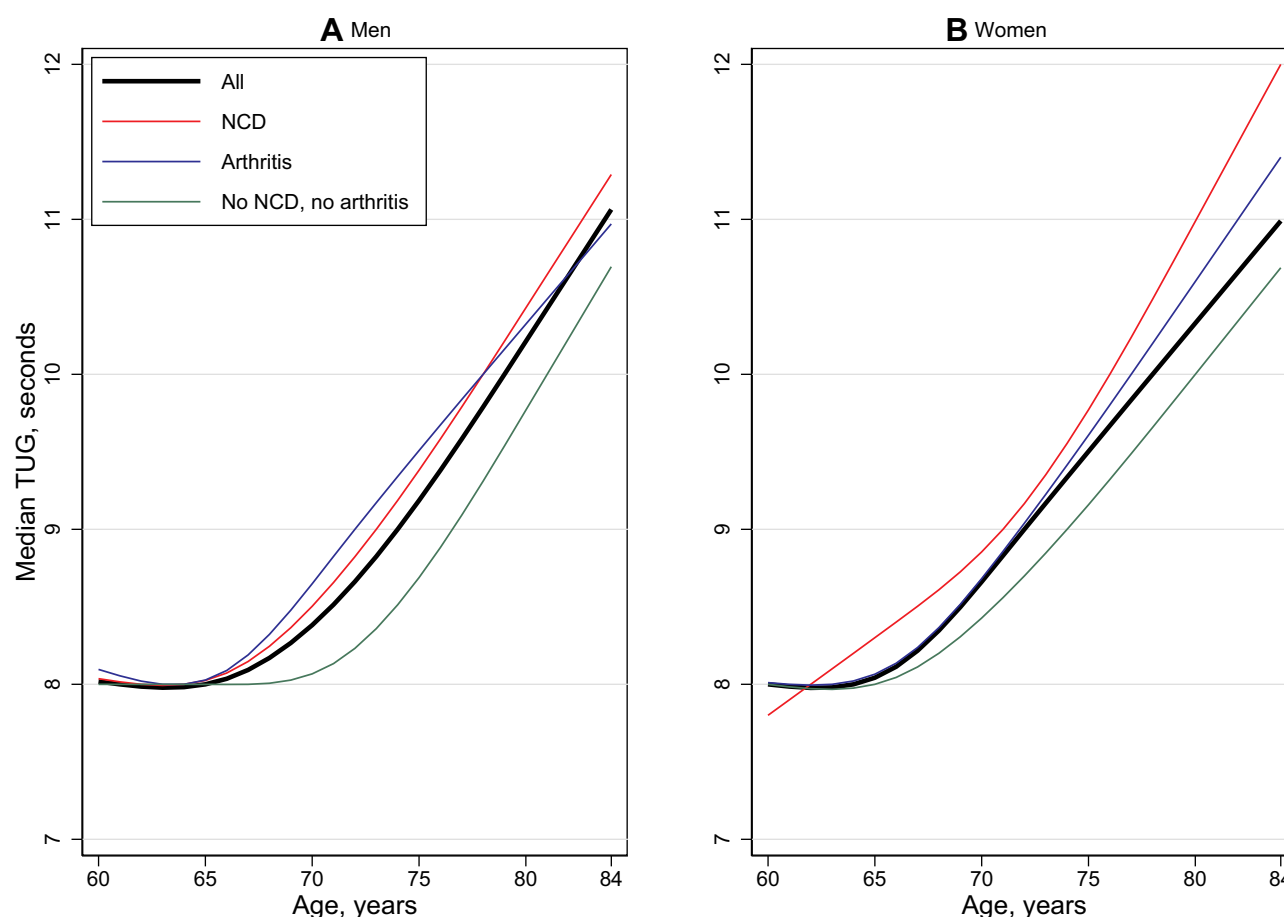 A Men
B Women
All
NCD
Arthritis
No NCD, no arthritis
Median TUG, seconds
12
11
10
9
8
7
60 65 70 75 80 84
Age, years
12
11
10
9
8
7
60 65 70 75 80 84
Age, years